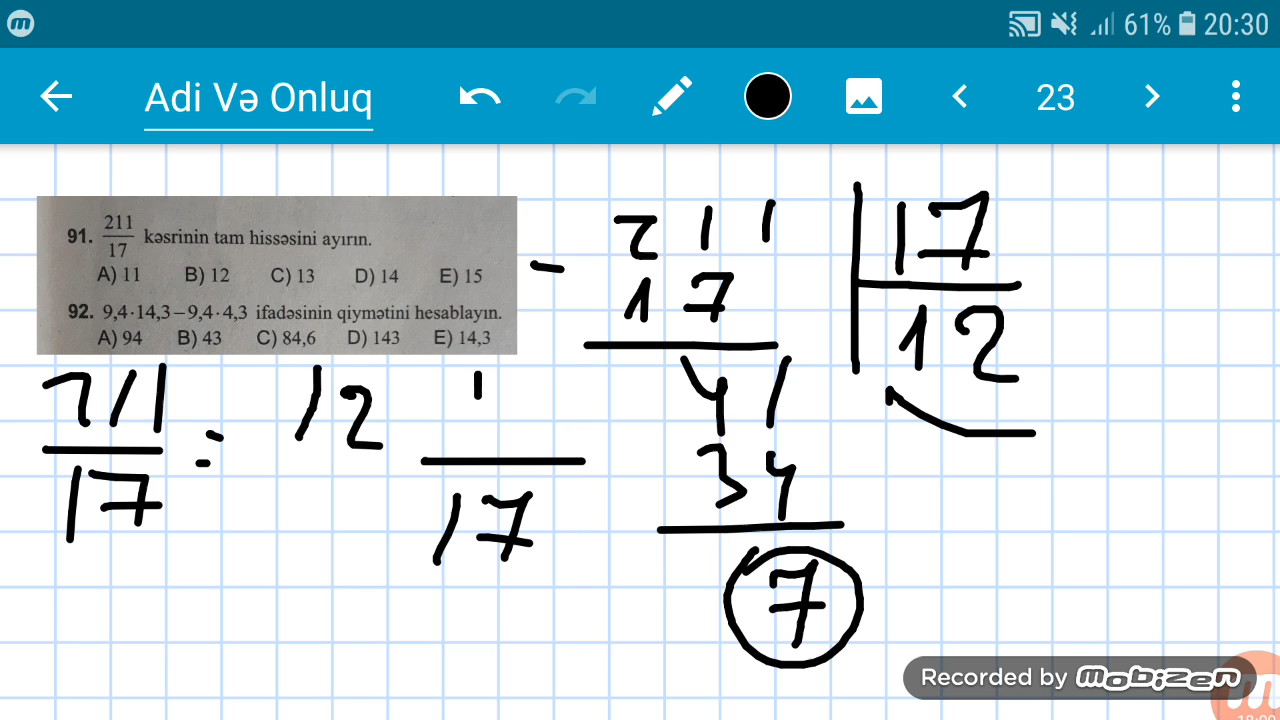 61% 20:30
Adi Və Onluq 23
91. 211/17 kəsrinin tam hissəsini ayırın.
A) 11 B) 12 C) 13 D) 14 E) 15
92. 9,4·14,3−9,4·4,3 ifadəsinin qiymətini hesablayın.
A) 94 B) 43 C) 84,6 D) 143 E) 14,3
211 17
- 17 12
41
34
7
211/17 = 12 /17
Recorded by MOBIZEN